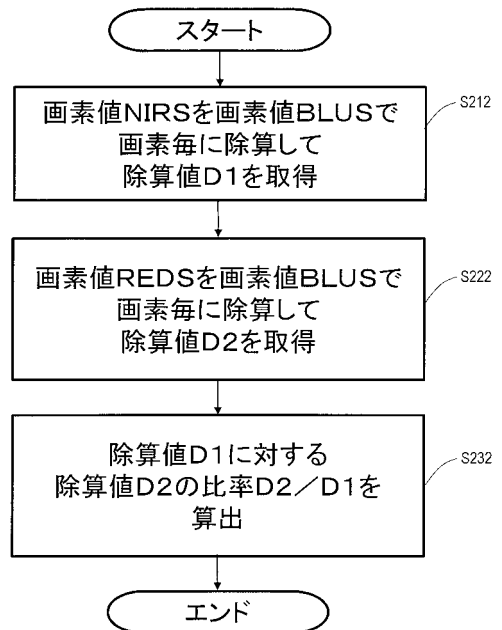 スタート
画素値NIRSを画素値BLUSで
画素毎に除算して
除算値D1を取得
S212
画素値REDSを画素値BLUSで
画素毎に除算して
除算値D2を取得
S222
除算値D1に対する
除算値D2の比率D2／D1を
算出
S232
エンド